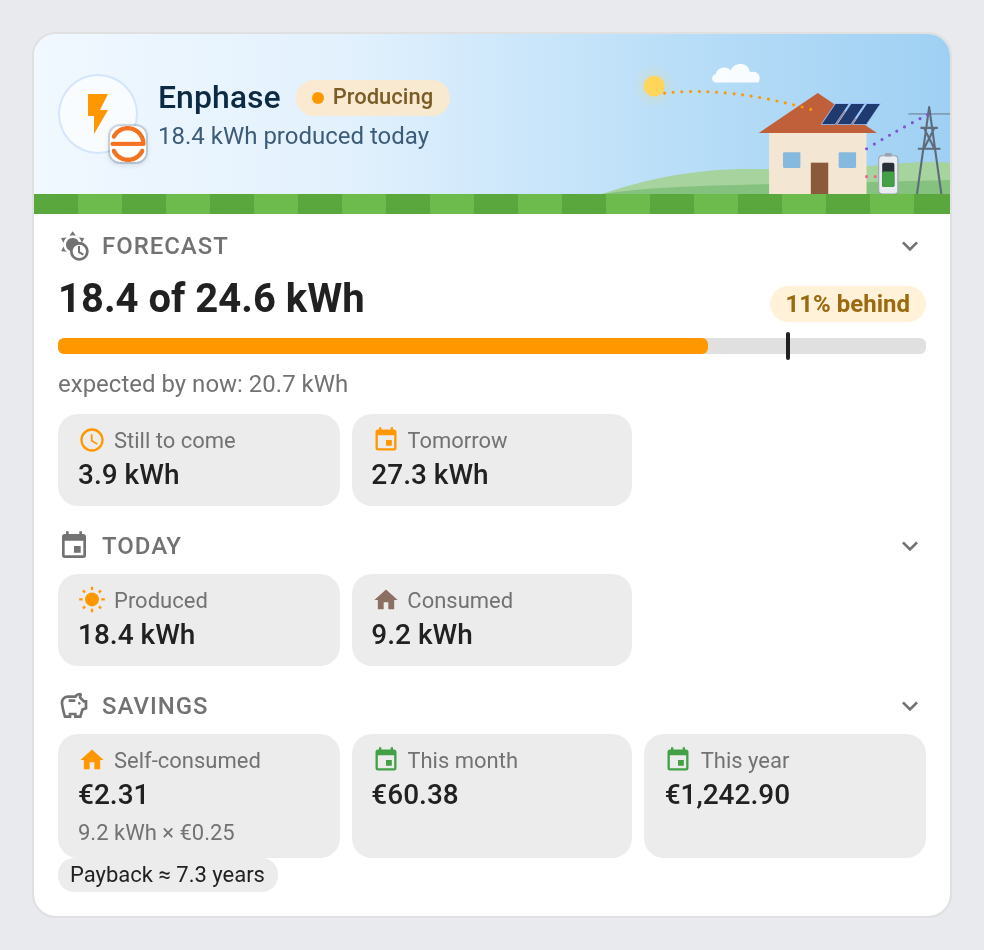 Enphase
Producing
18.4 kWh produced today
FORECAST
18.4 of 24.6 kWh
11% behind
expected by now: 20.7 kWh
Still to come
3.9 kWh
Tomorrow
27.3 kWh
TODAY
Produced
18.4 kWh
Consumed
9.2 kWh
SAVINGS
Self-consumed
€2.31
9.2 kWh × €0.25
This month
€60.38
This year
€1,242.90
Payback ≈ 7.3 years